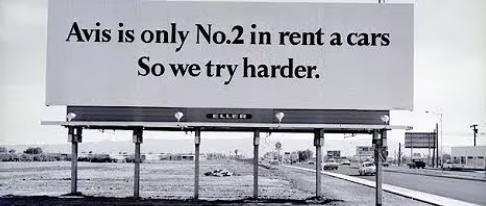 Avis is only No.2 in rent a cars
So we try harder.
ELLER